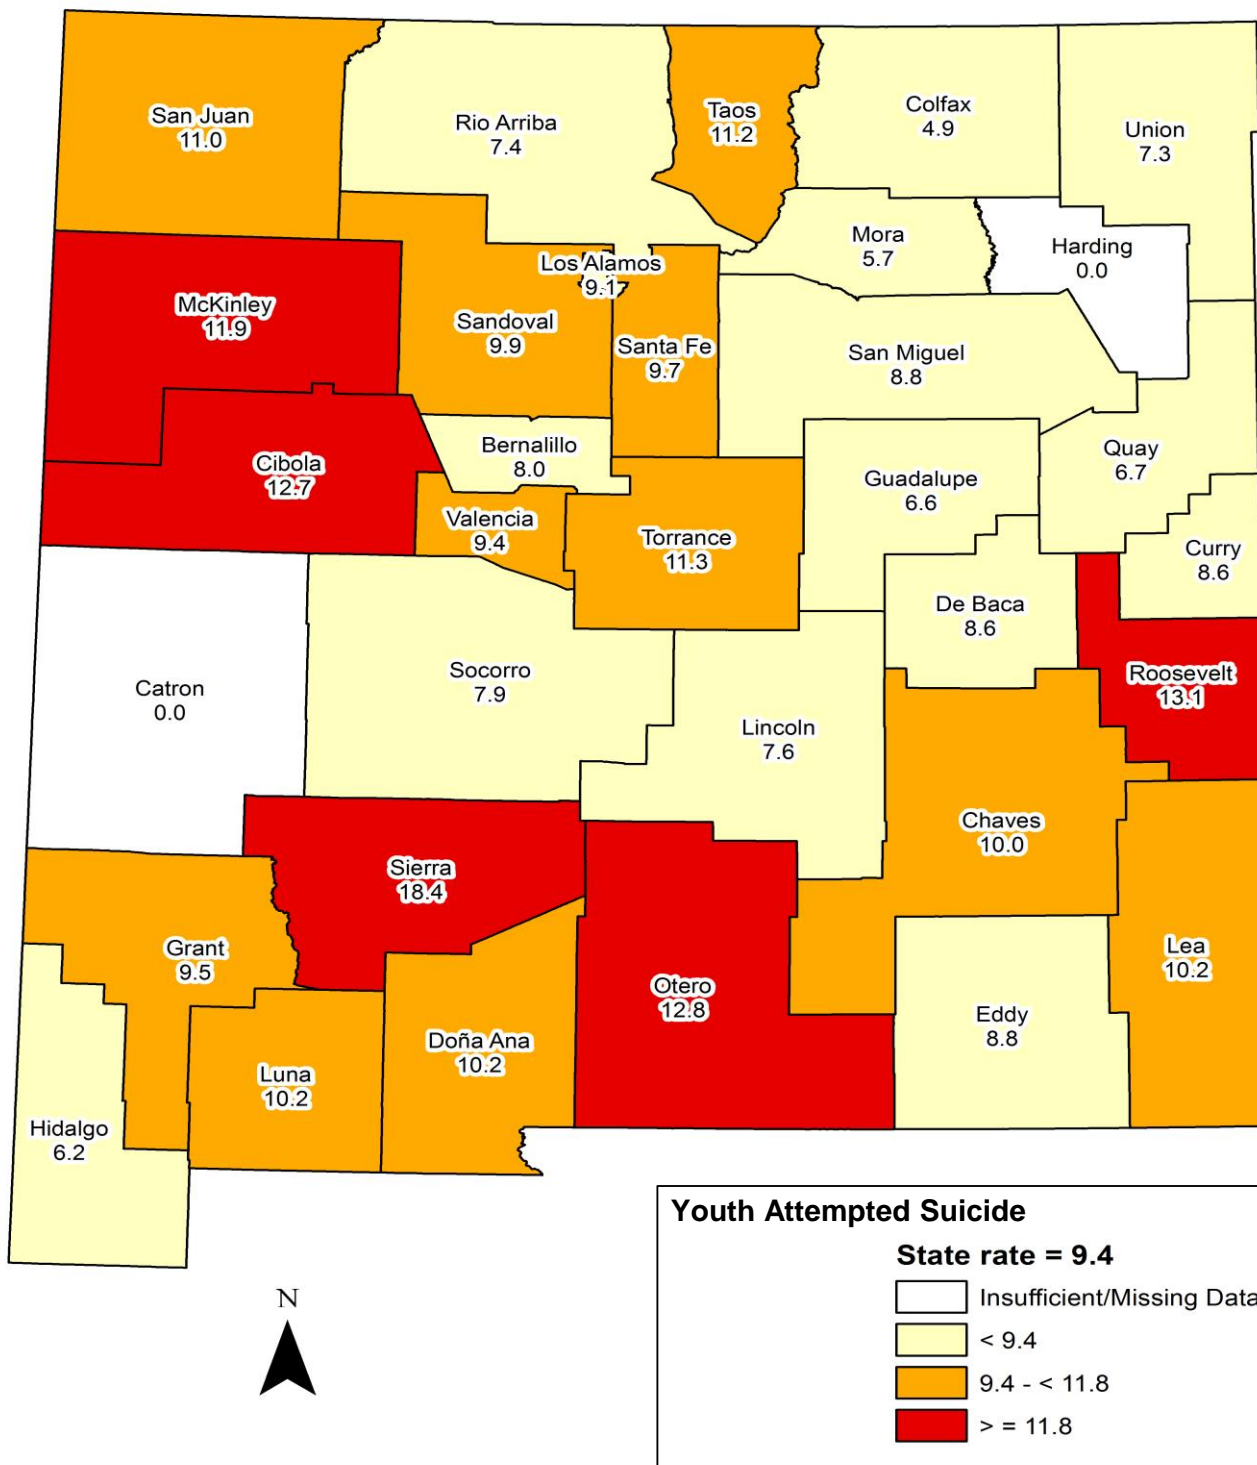 San Juan
11.0
Rio Arriba
7.4
Taos
11.2
Colfax
4.9
Union
7.3
Mora
5.7
Harding
0.0
Los Alamos
9.1
McKinley
11.9
Sandoval
9.9
Santa Fe
9.7
San Miguel
8.8
Bernalillo
8.0
Cibola
12.7
Guadalupe
6.6
Quay
6.7
Valencia
9.4
Torrance
11.3
Curry
8.6
De Baca
8.6
Catron
0.0
Socorro
7.9
Roosevelt
13.1
Lincoln
7.6
Chaves
10.0
Sierra
18.4
Grant
9.5
Lea
10.2
Otero
12.8
Eddy
8.8
Doña Ana
10.2
Luna
10.2
Hidalgo
6.2
Youth Attempted Suicide
State rate = 9.4
Insufficient/Missing Data
< 9.4
9.4 - < 11.8
> = 11.8
N